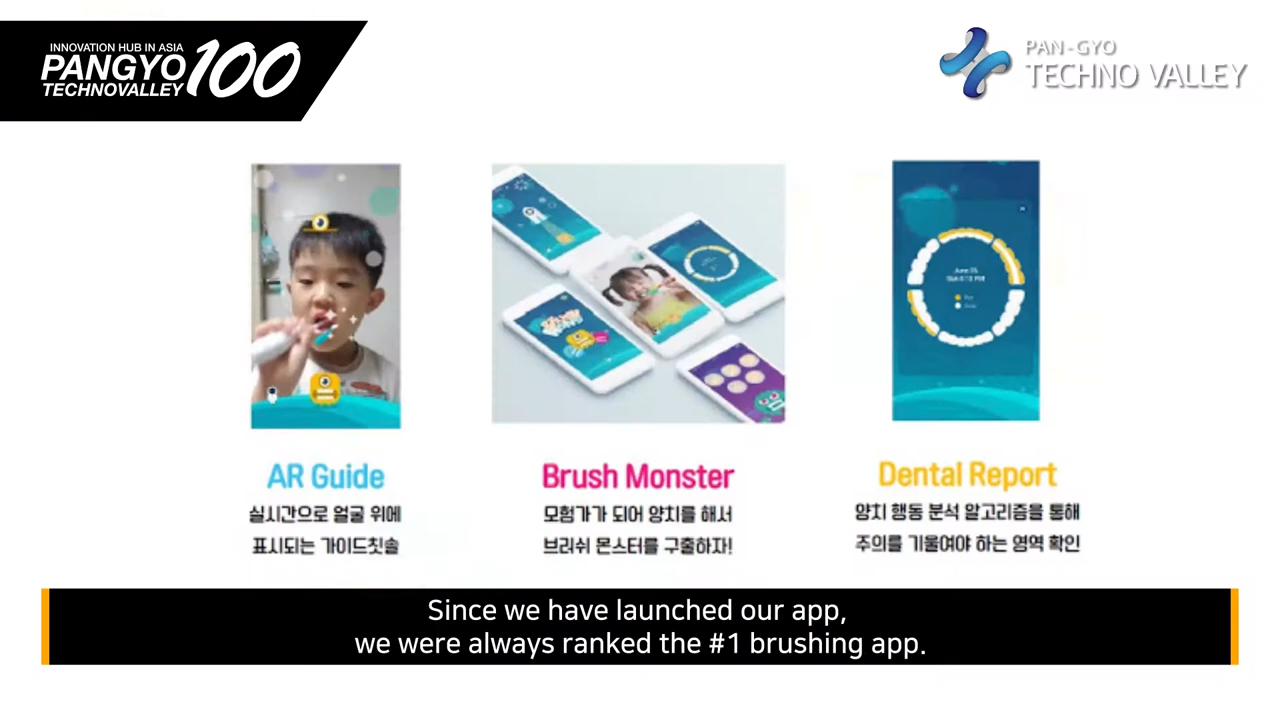 INNOVATION HUB IN ASIA
PANGYO 100
TECHNOVALLEY
PAN-GYO
TECHNO VALLEY
AR Guide
실시간으로 얼굴 위에
표시되는 가이드칫솔
Brush Monster
모험가가 되어 양치를 해서
브러쉬 몬스터를 구출하자!
Dental Report
양치 행동 분석 알고리즘을 통해
주의를 기울여야 하는 영역 확인
Since we have launched our app,
we were always ranked the #1 brushing app.